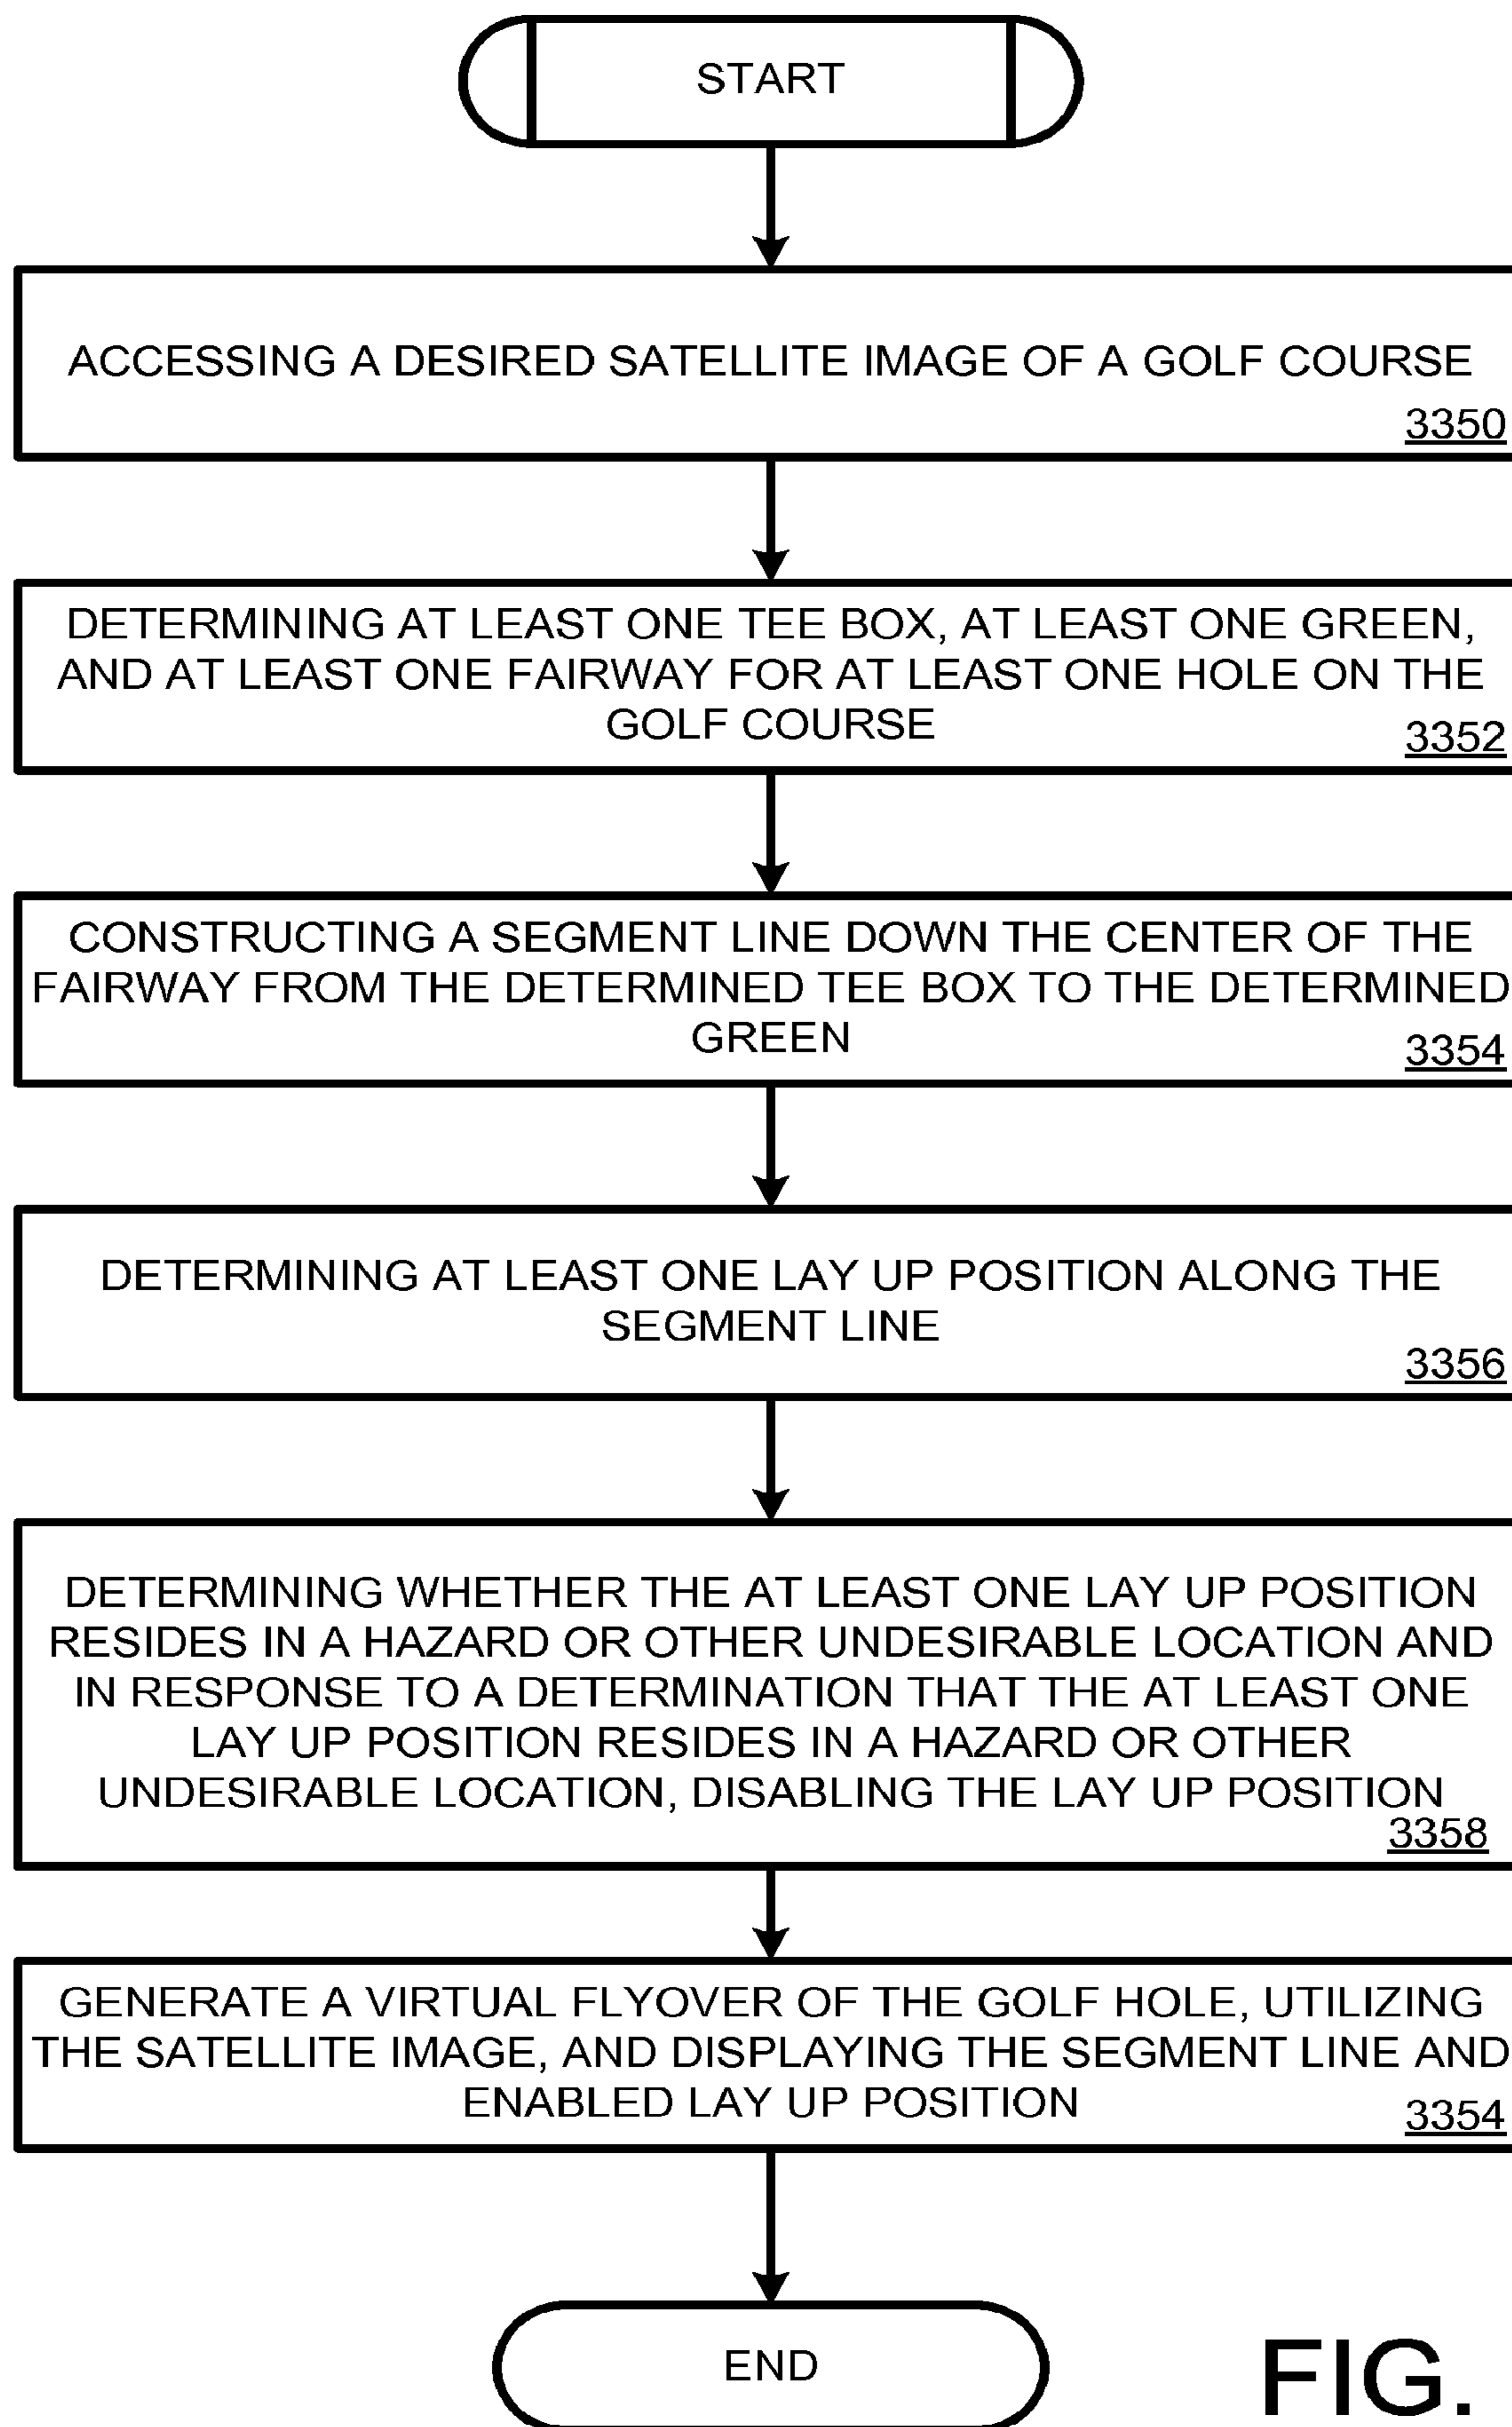 START
ACCESSING A DESIRED SATELLITE IMAGE OF A GOLF COURSE
3350
DETERMINING AT LEAST ONE TEE BOX, AT LEAST ONE GREEN,
AND AT LEAST ONE FAIRWAY FOR AT LEAST ONE HOLE ON THE
GOLF COURSE
3352
CONSTRUCTING A SEGMENT LINE DOWN THE CENTER OF THE
FAIRWAY FROM THE DETERMINED TEE BOX TO THE DETERMINED
GREEN
3354
DETERMINING AT LEAST ONE LAY UP POSITION ALONG THE
SEGMENT LINE
3356
DETERMINING WHETHER THE AT LEAST ONE LAY UP POSITION
RESIDES IN A HAZARD OR OTHER UNDESIRABLE LOCATION AND
IN RESPONSE TO A DETERMINATION THAT THE AT LEAST ONE
LAY UP POSITION RESIDES IN A HAZARD OR OTHER
UNDESIRABLE LOCATION, DISABLING THE LAY UP POSITION
3358
GENERATE A VIRTUAL FLYOVER OF THE GOLF HOLE, UTILIZING
THE SATELLITE IMAGE, AND DISPLAYING THE SEGMENT LINE AND
ENABLED LAY UP POSITION
3354
END
FIG.